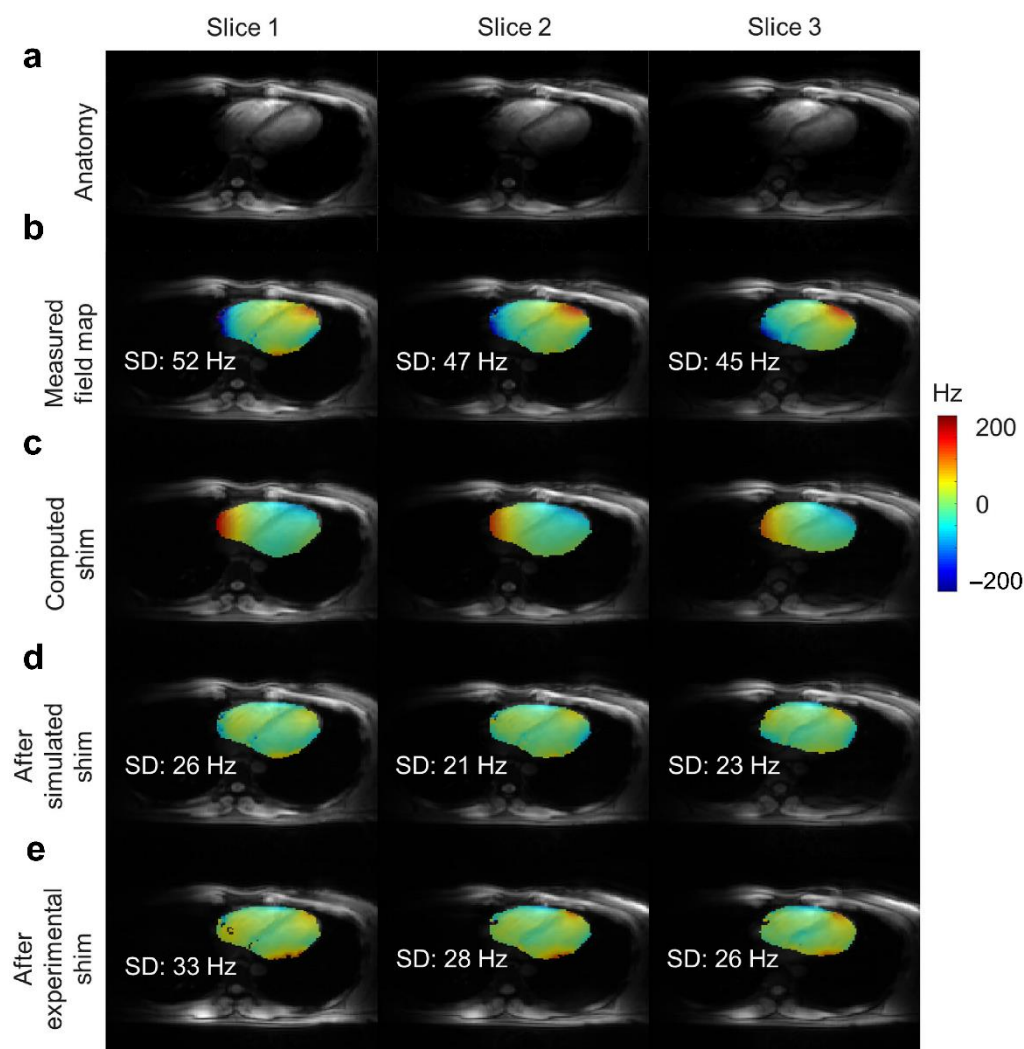 Slice 1 Slice 2 Slice 3
a
Anatomy
b
Measured
field map
SD: 52 Hz SD: 47 Hz SD: 45 Hz
Hz
200
0
–200
c
Computed
shim
d
After
simulated
shim
SD: 26 Hz SD: 21 Hz SD: 23 Hz
e
After
experimental
shim
SD: 33 Hz SD: 28 Hz SD: 26 Hz